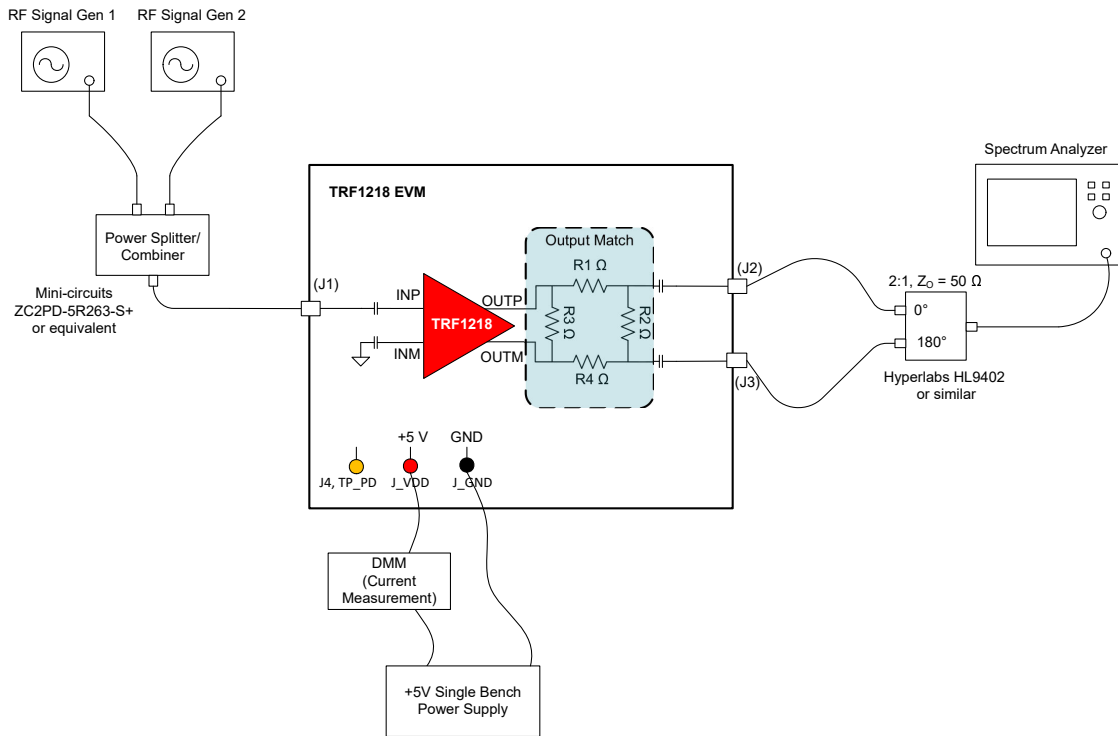 RF Signal Gen 1
RF Signal Gen 2
Power Splitter/
Combiner
Mini-circuits
ZC2PD-5R263-S+
or equivalent
TRF1218 EVM
(J1)
INP
INM
TRF1218
OUTP
OUTM
Output Match
R1 Ω
R3 Ω
R2 Ω
R4 Ω
(J2)
(J3)
2:1, ZO = 50 Ω
0°
180°
Hyperlabs HL9402
or similar
Spectrum Analyzer
+5 V
GND
J4, TP_PD
J_VDD
J_GND
DMM
(Current
Measurement)
+5V Single Bench
Power Supply